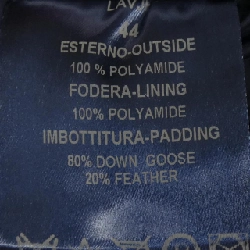 44
ESTERNO-OUTSIDE
100 % POLYAMIDE
FODERA-LINING
100% POLYAMIDE
IMBOTTITURA-PADDING
80% DOWN GOOSE
20% FEATHER